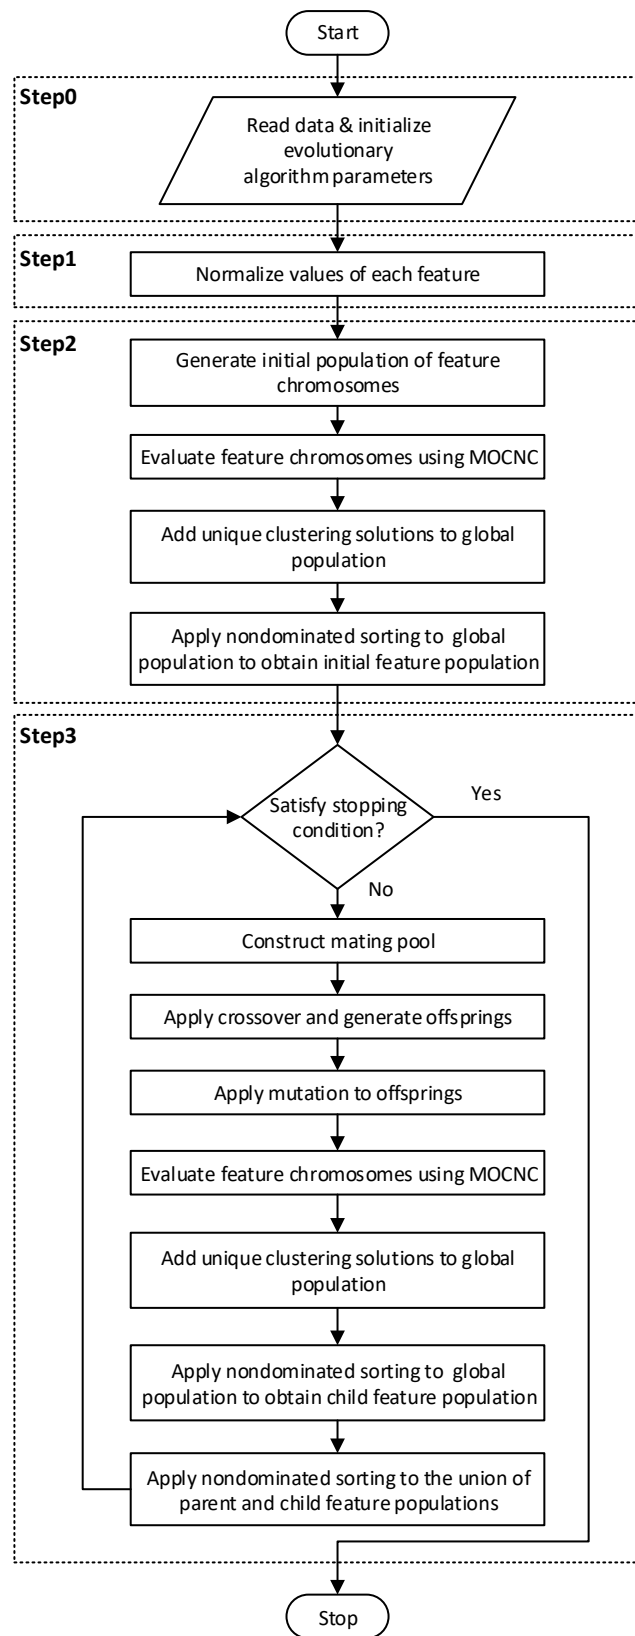 Start
Step0
Read data & initialize
evolutionary
algorithm parameters
Step1
Normalize values of each feature
Step2
Generate initial population of feature
chromosomes
Evaluate feature chromosomes using MOCNC
Add unique clustering solutions to global
population
Apply nondominated sorting to global
population to obtain initial feature population
Step3
Satisfy stopping
condition?
Yes
No
Construct mating pool
Apply crossover and generate offsprings
Apply mutation to offsprings
Evaluate feature chromosomes using MOCNC
Add unique clustering solutions to global
population
Apply nondominated sorting to global
population to obtain child feature population
Apply nondominated sorting to the union of
parent and child feature populations
Stop